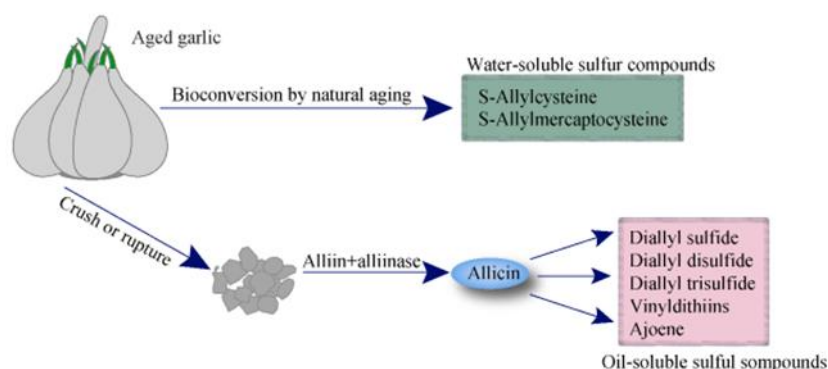 Aged garlic
Water-soluble sulfur compounds
Bioconversion by natural aging
S-Allylcysteine
S-Allylmercaptocysteine
Crush or rupture
Alliin+alliinase
Allicin
Diallyl sulfide
Diallyl disulfide
Diallyl trisulfide
Vinyldithiins
Ajoene
Oil-soluble sulful sompounds